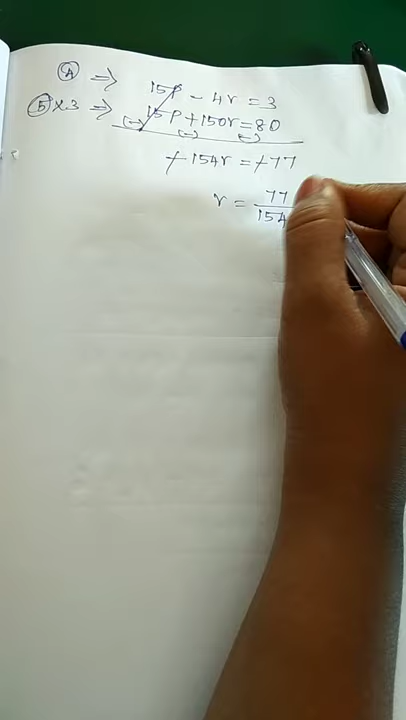 ④ ⇒ 15p - 4r = 3
⑤ × 3 ⇒ 15p + 150r = 80
(-) (-) (-)
- 154r = -77
r = 77/154